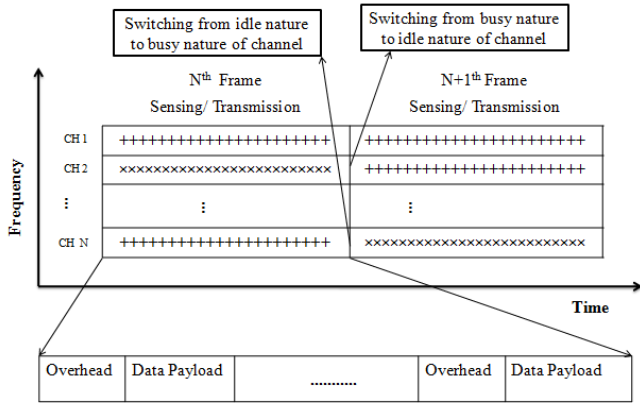 Switching from idle nature
to busy nature of channel
Switching from busy nature
to idle nature of channel
Nth Frame
Sensing/ Transmission
N+1th Frame
Sensing/ Transmission
Frequency
CH 1
+++++++++++++++++++++++
+++++++++++++++++++++++
CH 2
×××××××××××××××××××××××××
+++++++++++++++++++++++
⋮
⋮
⋮
CH N
+++++++++++++++++++++++
××××××××××××××××××××××××××
Time
Overhead
Data Payload
...........
Overhead
Data Payload